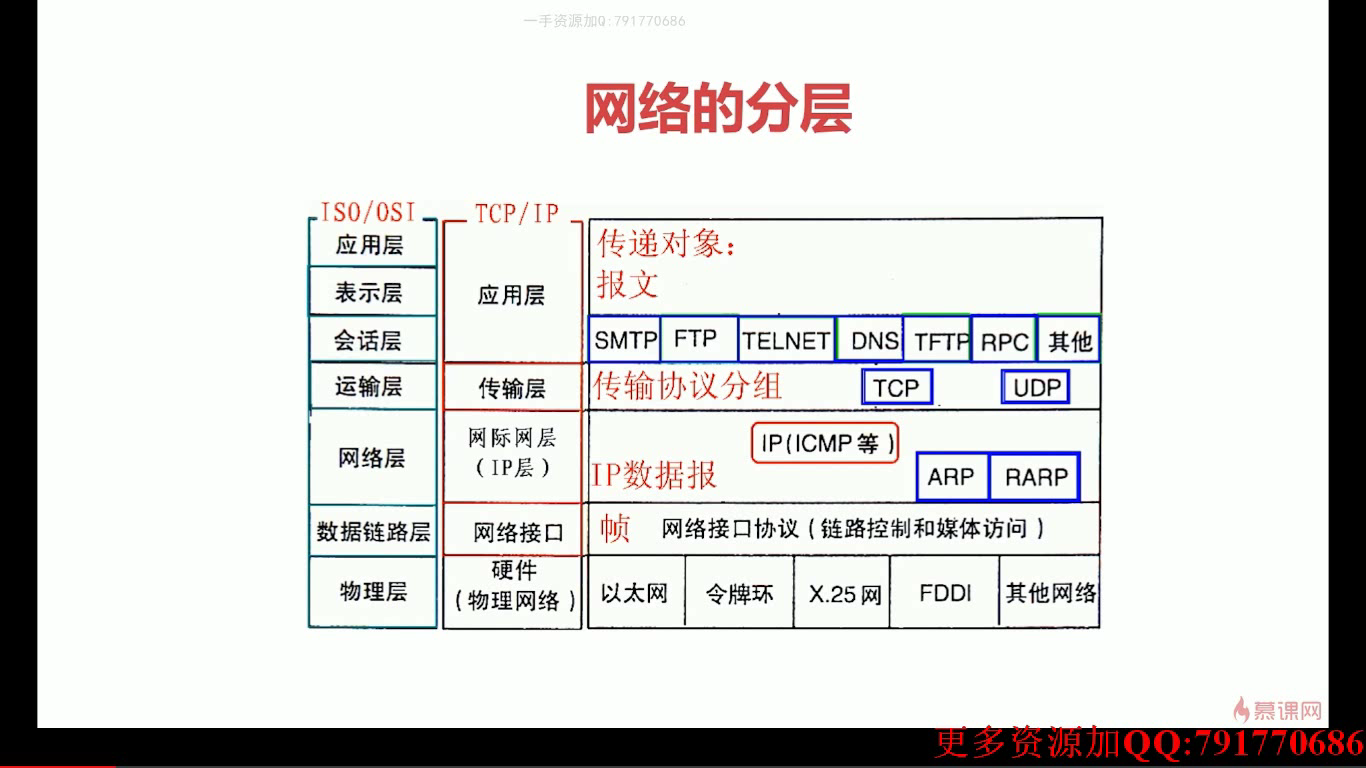 一手资源加Q:791770686
网络的分层
ISO/OSI TCP/IP
应用层
表示层
会话层
运输层
网络层
数据链路层
物理层
应用层
传输层
网际网层
(IP层)
网络接口
硬件
(物理网络)
传递对象:
报文
SMTP FTP TELNET DNS TFTP RPC 其他
传输协议分组 TCP UDP
IP(ICMP等)
IP数据报 ARP RARP
帧 网络接口协议(链路控制和媒体访问)
以太网 令牌环 X.25网 FDDI 其他网络
慕课网
更多资源加QQ:791770686